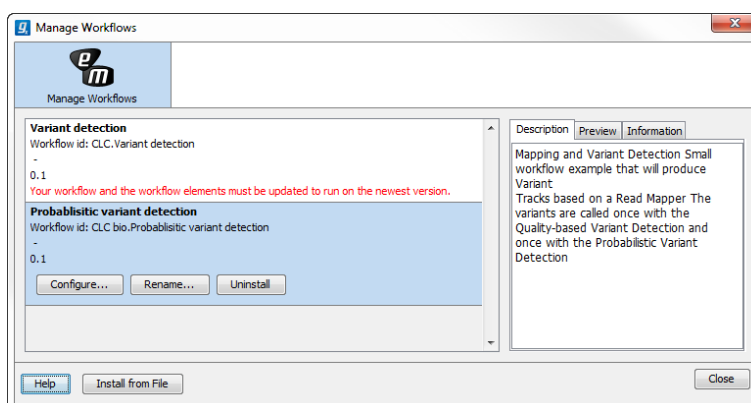 Manage Workflows
em
Manage Workflows
Variant detection
Workflow id: CLC.Variant detection
-
0.1
Your workflow and the workflow elements must be updated to run on the newest version.
Probablisitic variant detection
Workflow id: CLC bio.Probablisitic variant detection
-
0.1
Configure... Rename... Uninstall
Description Preview Information
Mapping and Variant Detection Small
workflow example that will produce
Variant
Tracks based on a Read Mapper The
variants are called once with the
Quality-based Variant Detection and
once with the Probabilistic Variant
Detection
Help Install from File Close